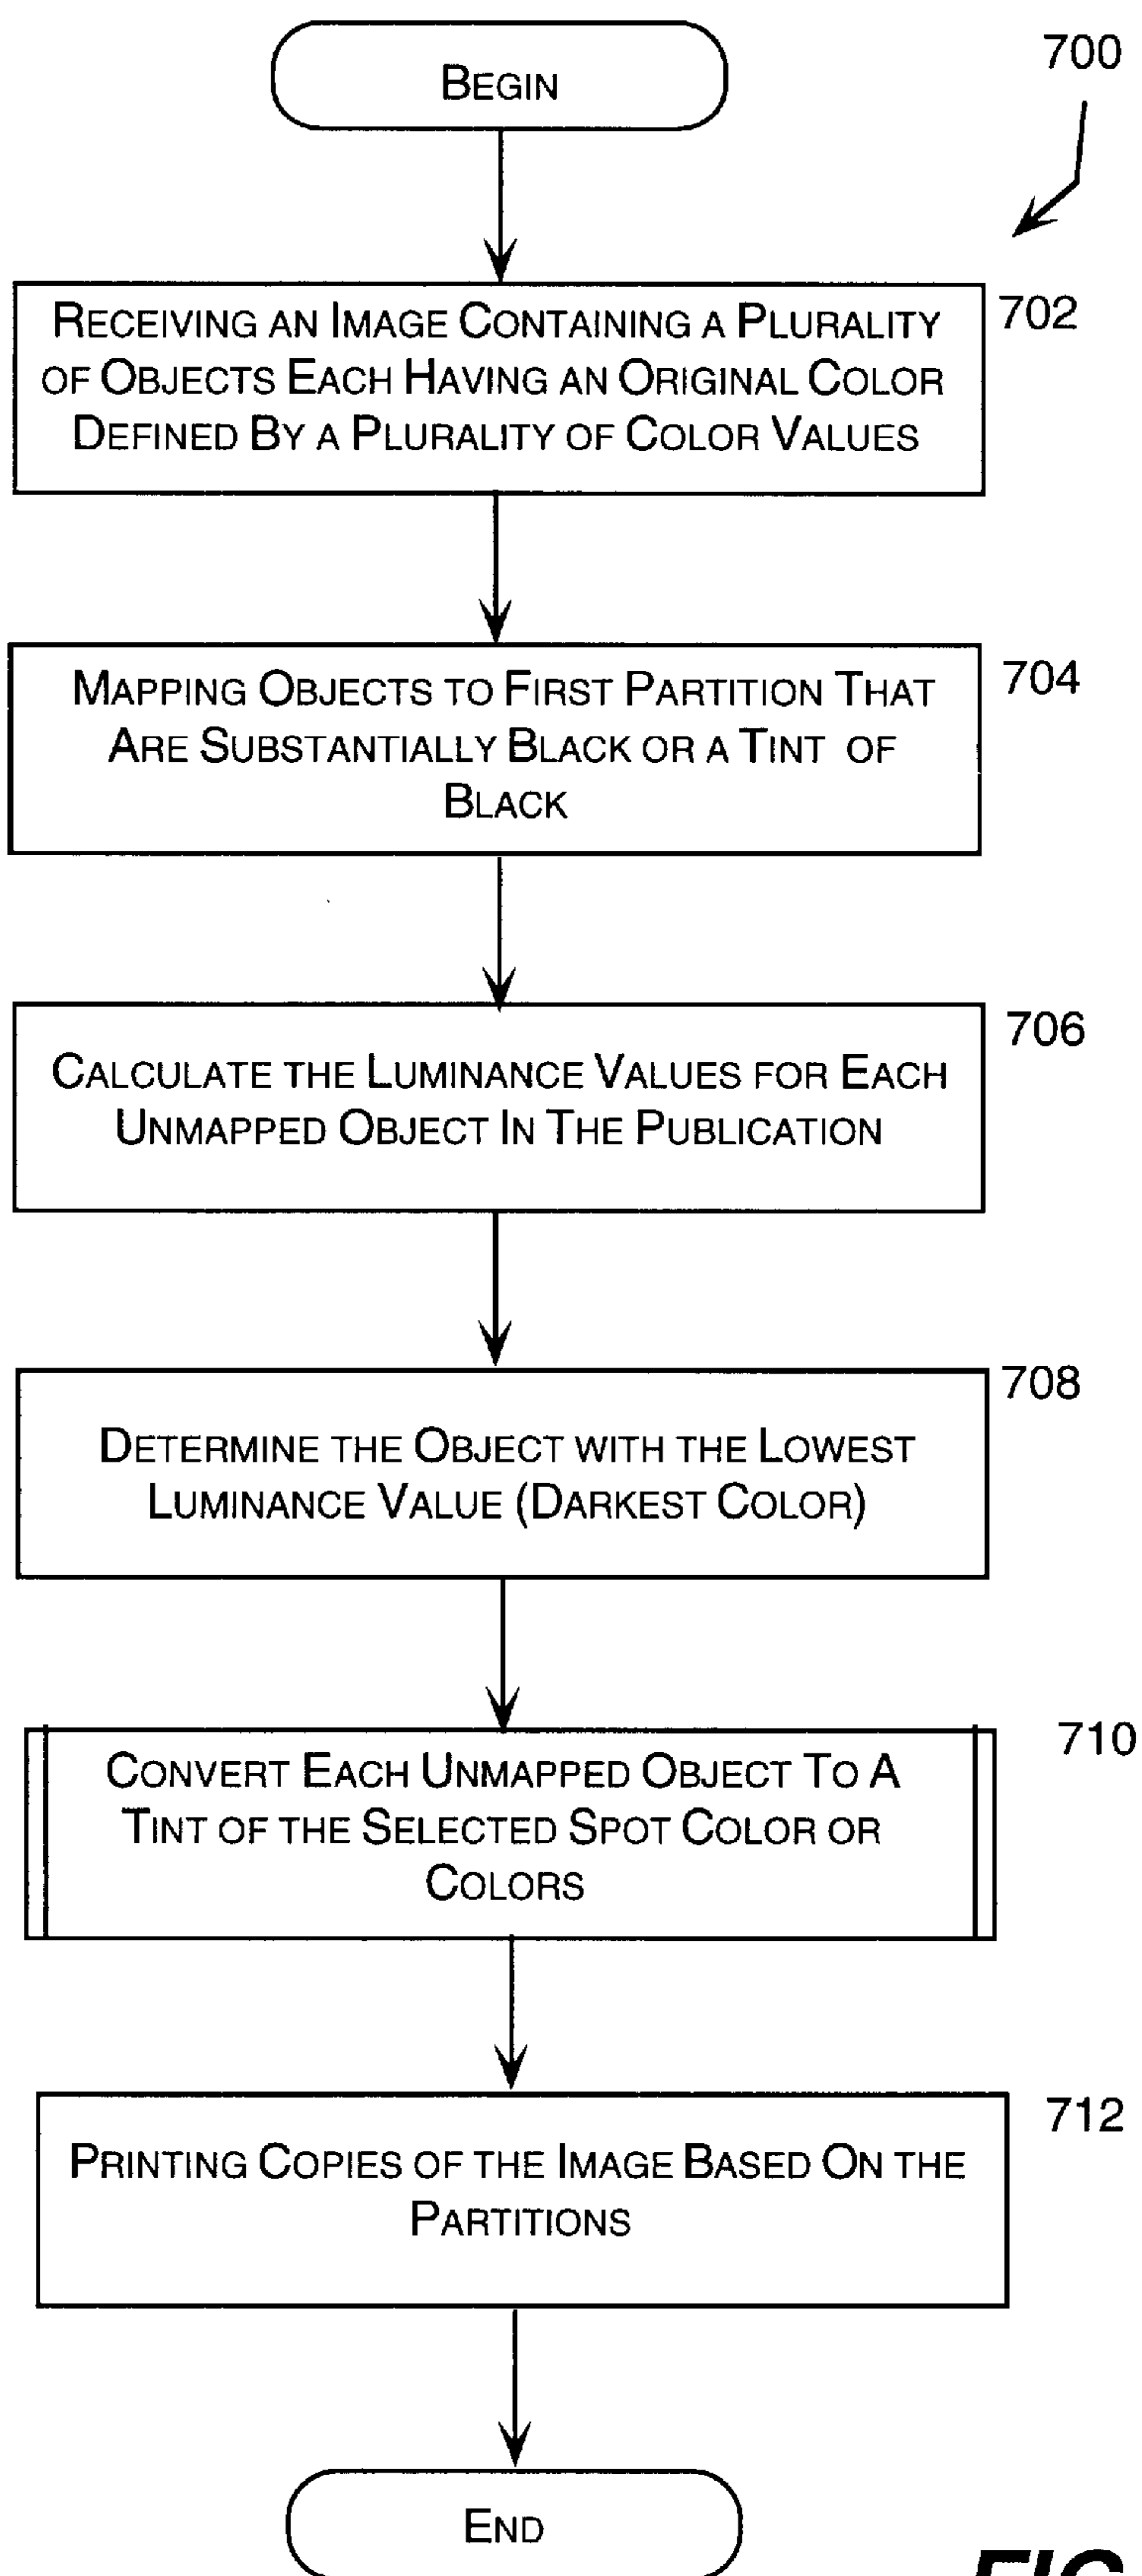 BEGIN
700
RECEIVING AN IMAGE CONTAINING A PLURALITY
OF OBJECTS EACH HAVING AN ORIGINAL COLOR
DEFINED BY A PLURALITY OF COLOR VALUES
702
MAPPING OBJECTS TO FIRST PARTITION THAT
ARE SUBSTANTIALLY BLACK OR A TINT OF
BLACK
704
CALCULATE THE LUMINANCE VALUES FOR EACH
UNMAPPED OBJECT IN THE PUBLICATION
706
DETERMINE THE OBJECT WITH THE LOWEST
LUMINANCE VALUE (DARKEST COLOR)
708
CONVERT EACH UNMAPPED OBJECT TO A
TINT OF THE SELECTED SPOT COLOR OR
COLORS
710
PRINTING COPIES OF THE IMAGE BASED ON THE
PARTITIONS
712
END
FIG